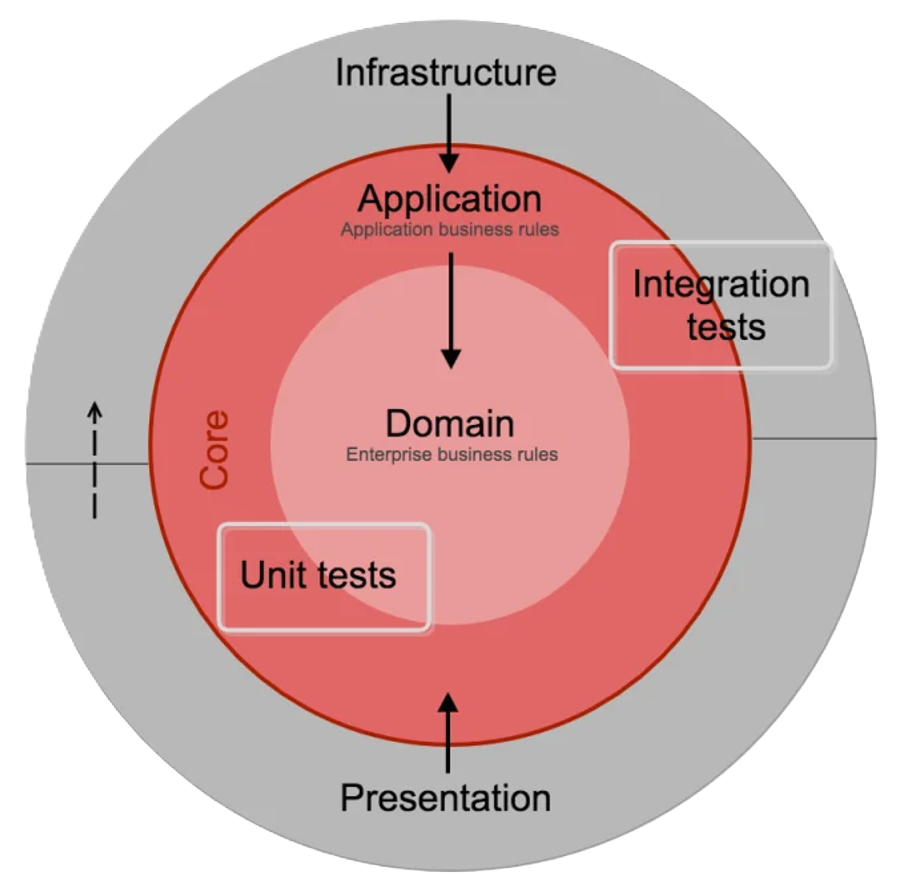 Infrastructure
Application
Application business rules
Integration
tests
Core
Domain
Enterprise business rules
Unit tests
Presentation